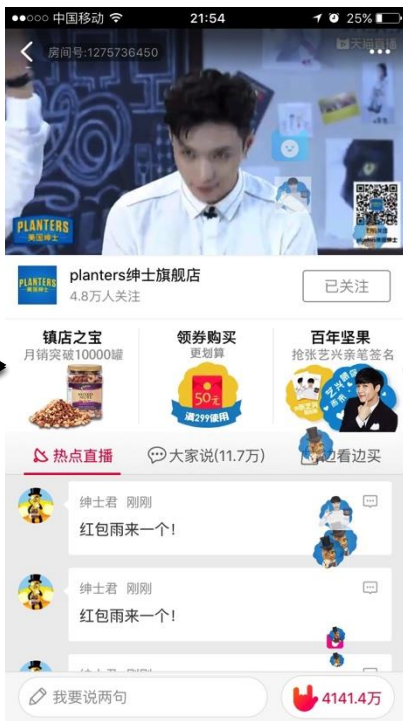 中国移动
21:54
25%
房间号:1275736450
天猫直播
PLANTERS
美国绅士
PLANTERS
planters绅士旗舰店
4.8万人关注
已关注
镇店之宝
月销突破10000罐
领券购买
更划算
50元
满299使用
百年坚果
抢张艺兴亲笔签名
热点直播
大家说(11.7万)
边看边买
绅士君 刚刚
红包雨来一个!
绅士君 刚刚
红包雨来一个!
我要说两句
4141.4万